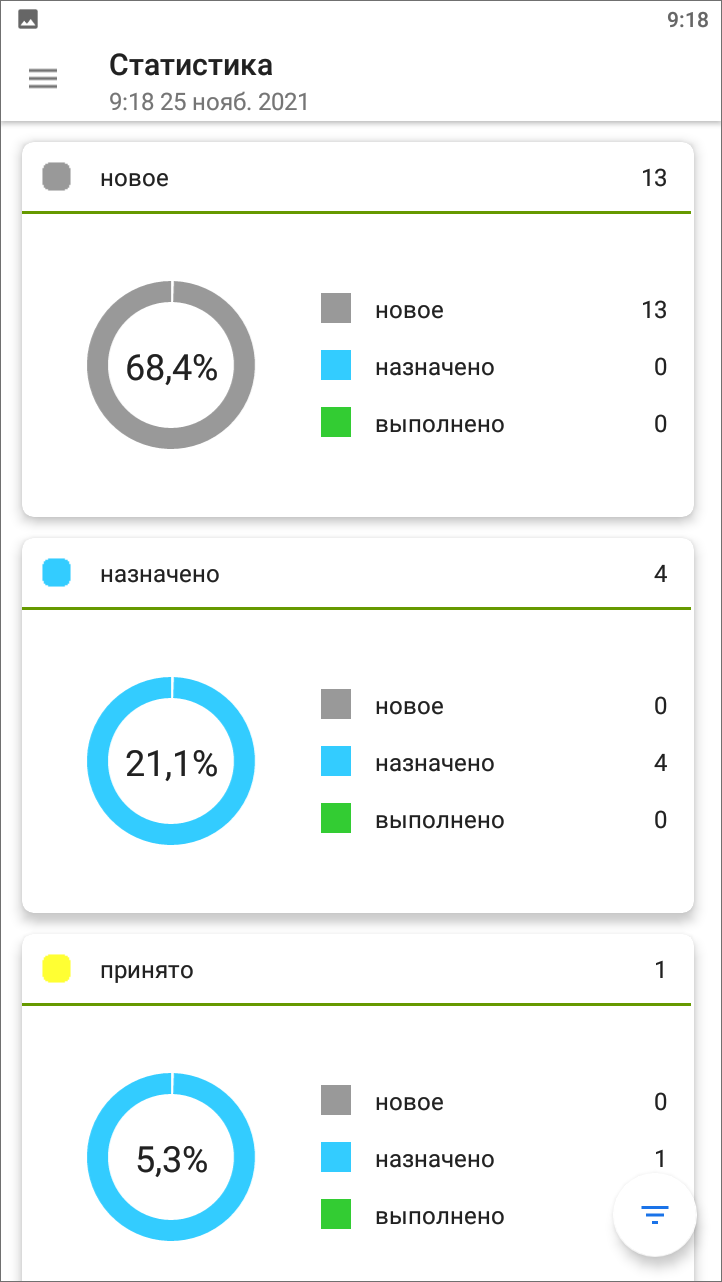 9:18
Статистика
9:18 25 нояб. 2021
новое 13
68,4%
новое 13
назначено 0
выполнено 0
назначено 4
21,1%
новое 0
назначено 4
выполнено 0
принято 1
5,3%
новое 0
назначено 1
выполнено